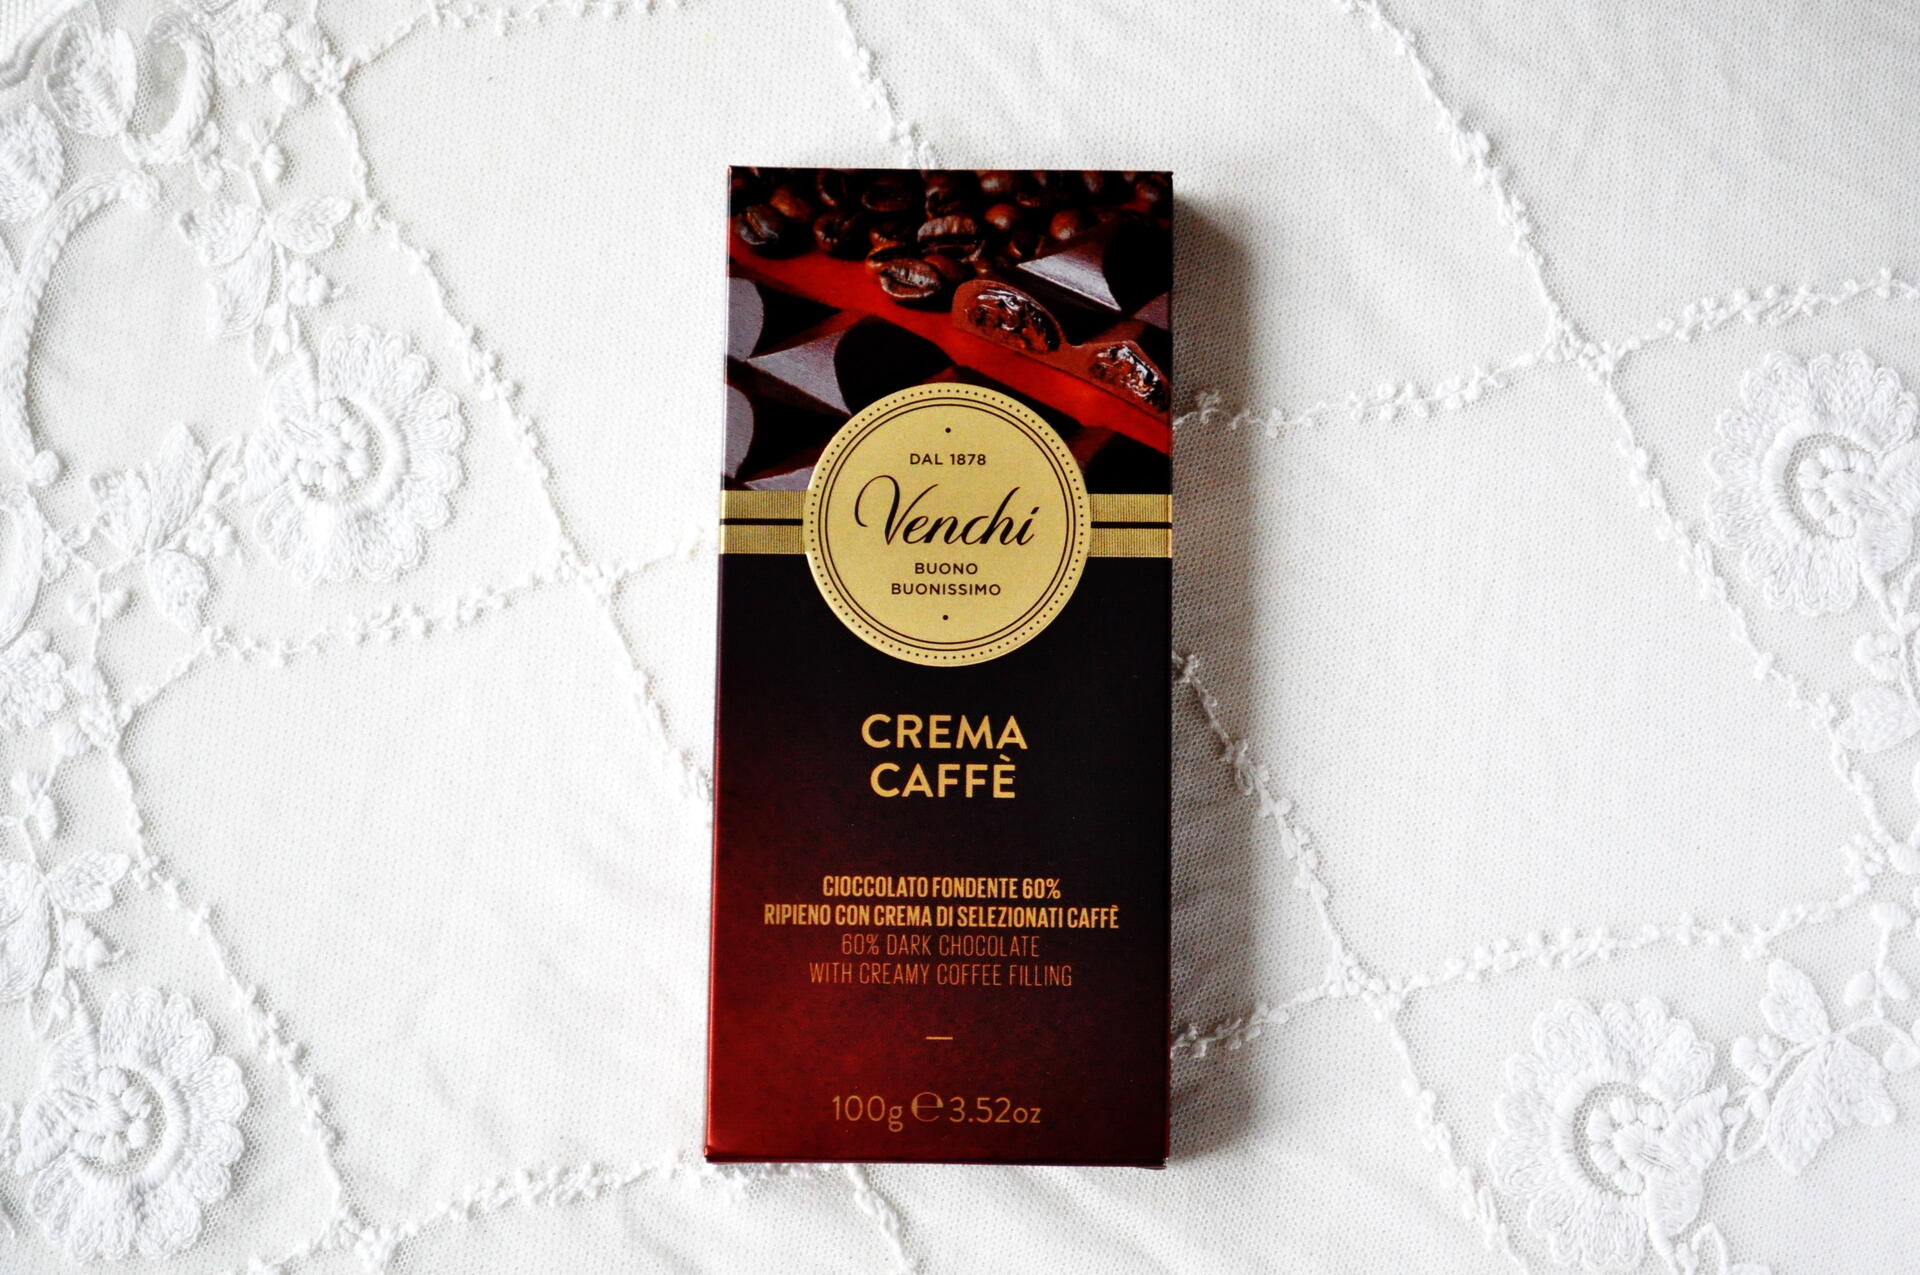 DAL 1878
Venchi
BUONO
BUONISSIMO
CREMA
CAFFÈ
CIOCCOLATO FONDENTE 60%
RIPIENO CON CREMA DI SELEZIONATI CAFFÈ
60% DARK CHOCOLATE
WITH CREAMY COFFEE FILLING
100g ℮ 3.52oz